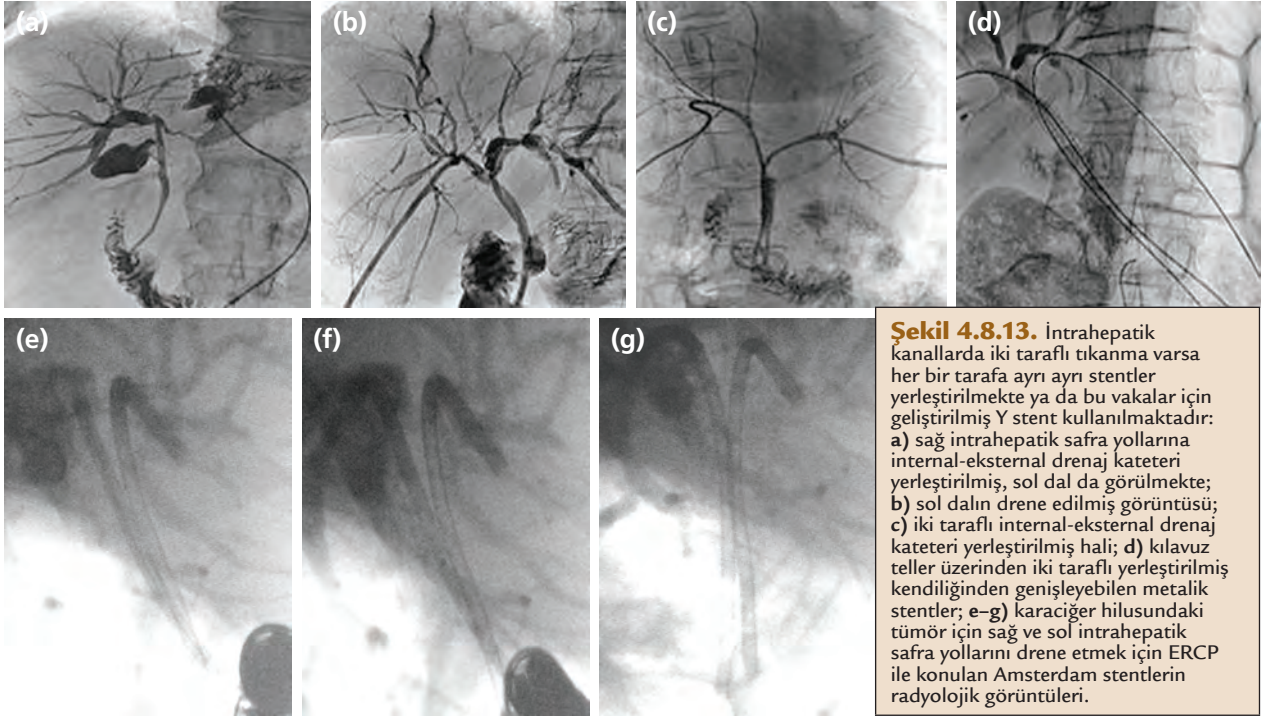 (a)
(b)
(c)
(d)
(e)
(f)
(g)
Şekil 4.8.13. İntrahepatik
kanallarda iki taraflı tıkanma varsa
her bir tarafa ayrı ayrı stentler
yerleştirilmekte ya da bu vakalar için
geliştirilmiş Y stent kullanılmaktadır:
a) sağ intrahepatik safra yollarına
internal-eksternal drenaj kateteri
yerleştirilmiş, sol dal da görülmekte;
b) sol dalın drene edilmiş görüntüsü;
c) iki taraflı internal-eksternal drenaj
kateteri yerleştirilmiş hali; d) kılavuz
teller üzerinden iki taraflı yerleştirilmiş
kendiliğinden genişleyebilen metalik
stentler; e–g) karaciğer hilusundaki
tümör için sağ ve sol intrahepatik
safra yollarını drene etmek için ERCP
ile konulan Amsterdam stentlerin
radyolojik görüntüleri.